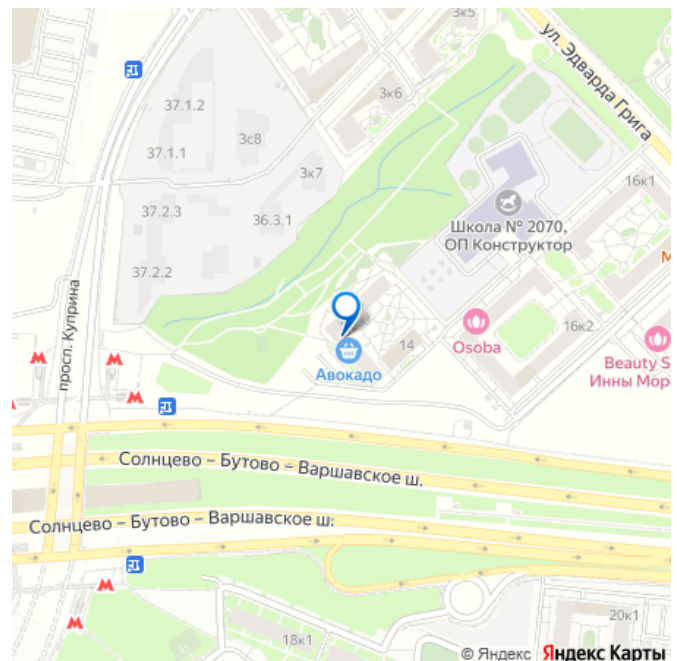 3к5
ул. Эдварда Грига
3к6
37.1.2
3с8
37.1.1
3к7
16к1
37.2.3
36.3.1
Школа № 2070,
ОП Конструктор
37.2.2
просп. Куприна
14
16к2
Osoba
Авокадо
Beauty S
Инны Мор
Солнцево – Бутово – Варшавское ш.
Солнцево – Бутово – Варшавское ш.
20к1
18к1
© Яндекс Яндекс Карты